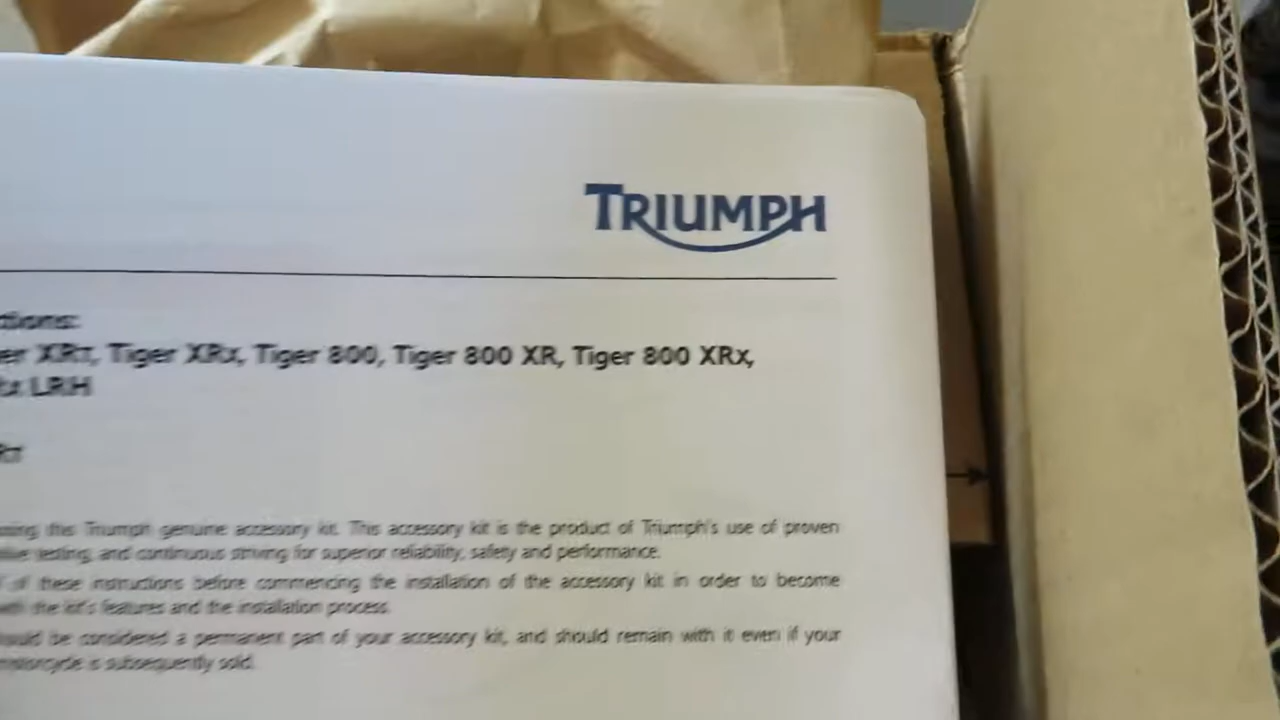 TRIUMPH
ctions:
er XRT, Tiger XRx, Tiger 800, Tiger 800 XR, Tiger 800 XRx,
x LRH
RT
this Triumph genuine accessory kit. This accessory kit is the product of Triumph's use of proven
testing, and continuous striving for superior reliability, safety and performance.
of these instructions before commencing the installation of the accessory kit in order to become
with the kit's features and the installation process.
ould be considered a permanent part of your accessory kit, and should remain with it even if your
motorcycle is subsequently sold.